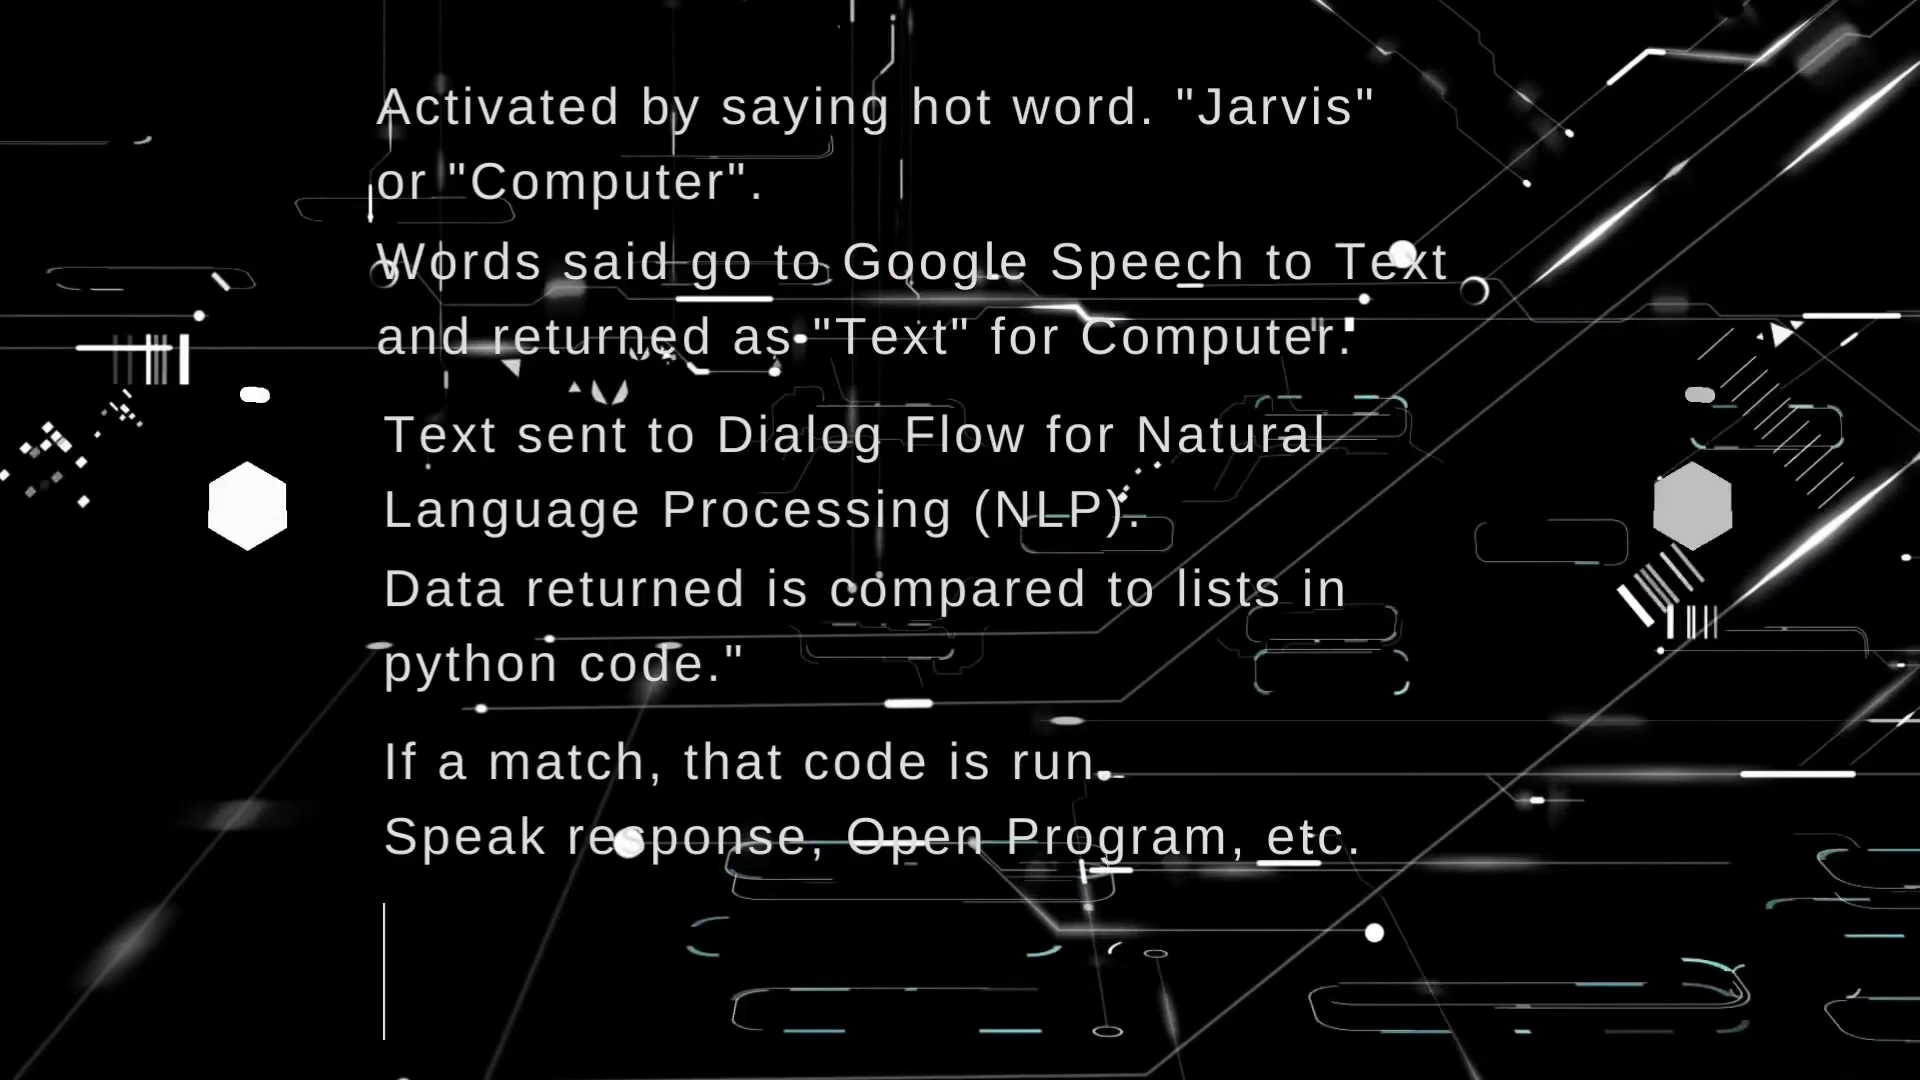 Activated by saying hot word. "Jarvis"
or "Computer".
Words said go to Google Speech to Text
and returned as "Text" for Computer."
Text sent to Dialog Flow for Natural
Language Processing (NLP).
Data returned is compared to lists in
python code."
If a match, that code is run.
Speak response, Open Program, etc.